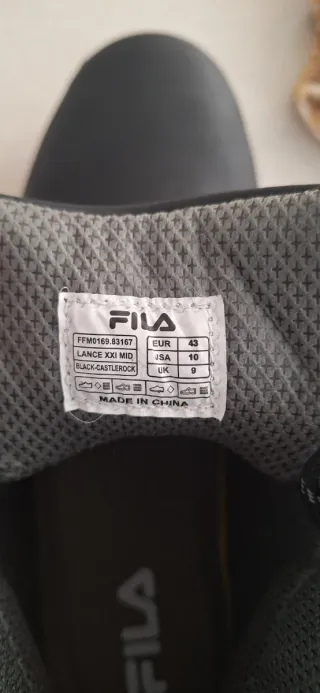 FILA
FFM0169.83167 EUR 43
LANCE XXI MID USA 10
BLACK-CASTLEROCK UK 9
MADE IN CHINA
FILA